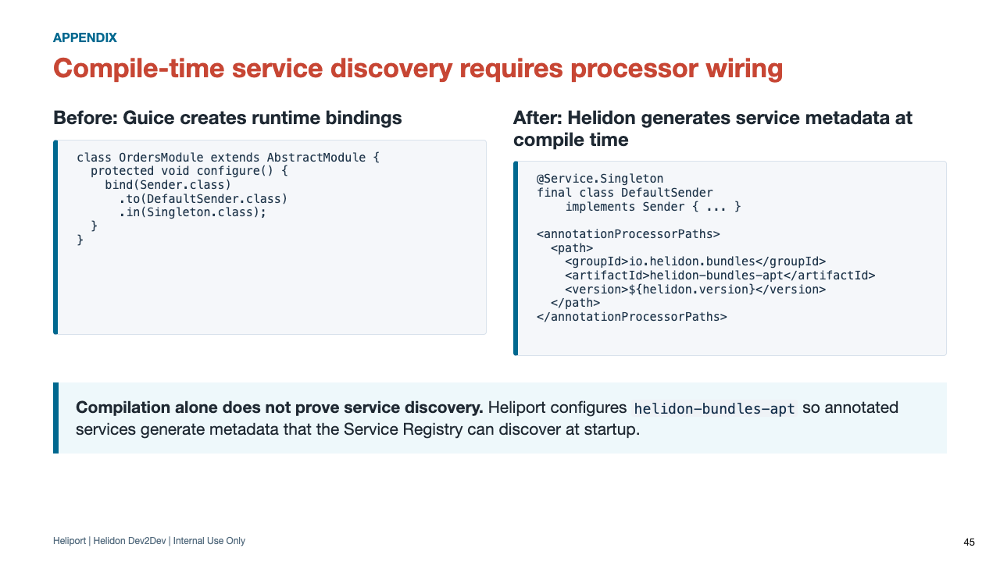 APPENDIX
Compile-time service discovery requires processor wiring
Before: Guice creates runtime bindings
class OrdersModule extends AbstractModule {
  protected void configure() {
    bind(Sender.class)
      .to(DefaultSender.class)
      .in(Singleton.class);
  }
}
After: Helidon generates service metadata at
compile time
@Service.Singleton
final class DefaultSender
    implements Sender { ... }

<annotationProcessorPaths>
  <path>
    <groupId>io.helidon.bundles</groupId>
    <artifactId>helidon-bundles-apt</artifactId>
    <version>${helidon.version}</version>
  </path>
</annotationProcessorPaths>
Compilation alone does not prove service discovery. Heliport configures helidon-bundles-apt so annotated
services generate metadata that the Service Registry can discover at startup.
Heliport | Helidon Dev2Dev | Internal Use Only
45